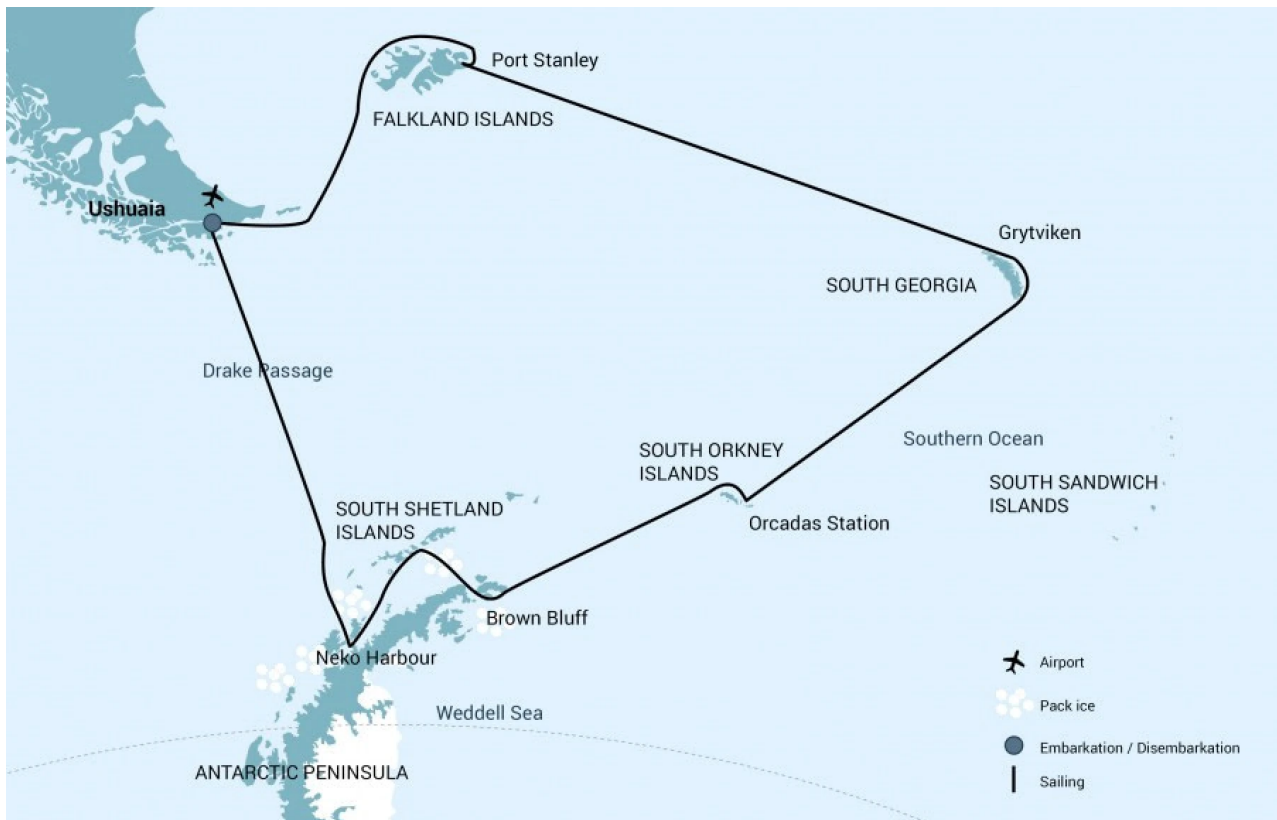 Port Stanley
FALKLAND ISLANDS
Ushuaia
Grytviken
SOUTH GEORGIA
Drake Passage
Southern Ocean
SOUTH ORKNEY
ISLANDS
SOUTH SANDWICH
ISLANDS
SOUTH SHETLAND
ISLANDS
Orcadas Station
Brown Bluff
Neko Harbour
Weddell Sea
ANTARCTIC PENINSULA
Airport
Pack ice
Embarkation / Disembarkation
Sailing